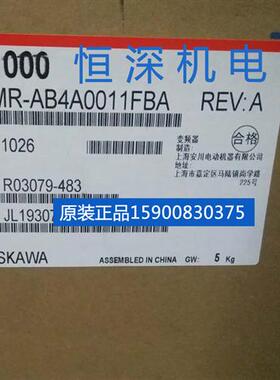 000
恒深机电
MR-AB4A0011FBA
REV: A
1026
变频器
制造:
上海安川电动机器有限公司
上海市嘉定区马陆镇尚学路
225号
合格
R03079-483
JL19307
原装正品15900830375
SKAWA
ASSEMBLED IN CHINA
GW: 5 Kg